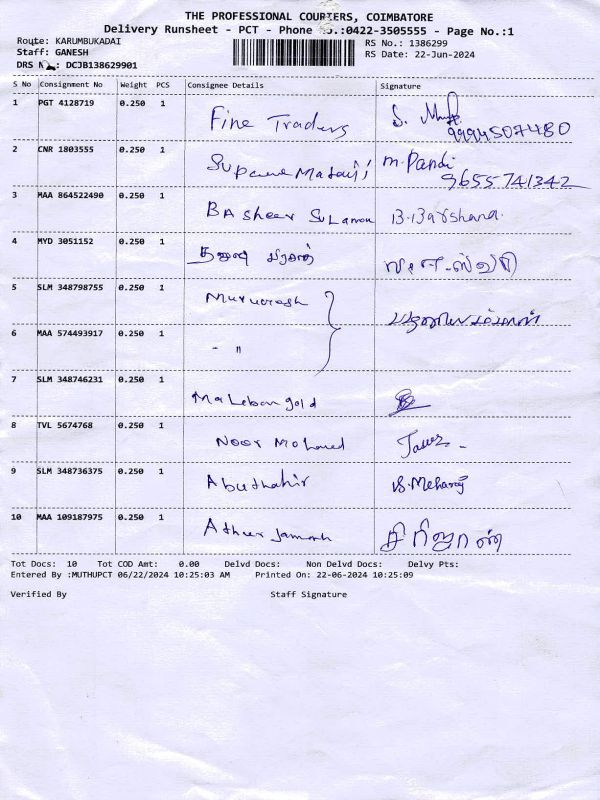 THE PROFESSIONAL COURIERS, COIMBATORE
Delivery Runsheet - PCT - Phone No.:0422-3505555 - Page No.:1
Route: KARUMBUKADAI RS No.: 1386299
Staff: GANESH RS Date: 22-Jun-2024
DRS No.: DCJB138629901
S No Consignment No Weight PCS Consignee Details Signature
1 PGT 4128719 0.250 1 Fine Traders S.
9994507480
2 CNR 1803555 0.250 1 M. Pandi
9655741342
3 MAA 864522490 0.250 1 BAsheer B.Barshana.
4 MYD 3051152 0.250 1
5 SLM 348798755 0.250 1
6 MAA 574493917 0.250 1 - "
7 SLM 348746231 0.250 1 Maleban gold
8 TVL 5674768 0.250 1 Noor Mohamed
9 SLM 348736375 0.250 1 Abuthahir S.Meharaj
10 MAA 109187975 0.250 1 சிரிஜான்
Tot Docs: 10 Tot COD Amt: 0.00 Delvd Docs: Non Delvd Docs: Delvy Pts:
Entered By :MUTHUPCT 06/22/2024 10:25:03 AM Printed On: 22-06-2024 10:25:09
Verified By Staff Signature